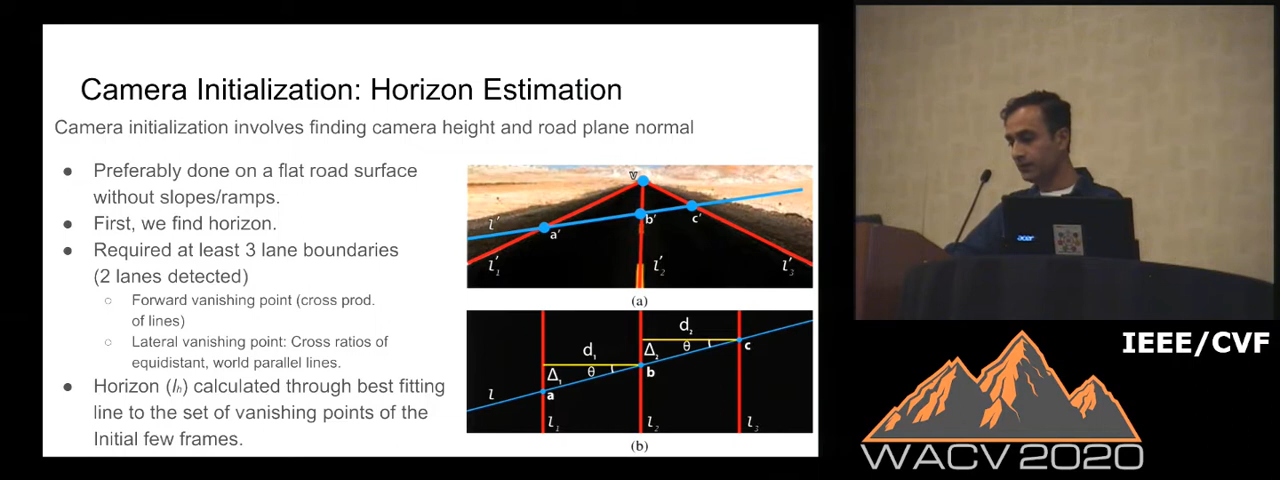 Camera Initialization: Horizon Estimation
Camera initialization involves finding camera height and road plane normal
● Preferably done on a flat road surface
without slopes/ramps.
● First, we find horizon.
● Required at least 3 lane boundaries
(2 lanes detected)
○ Forward vanishing point (cross prod.
of lines)
○ Lateral vanishing point: Cross ratios of
equidistant, world parallel lines.
● Horizon (lₕ) calculated through best fitting
line to the set of vanishing points of the
Initial few frames.
v
l'
a'
b'
c'
l'₁
l'₂
l'₃
(a)
d₁
d₂
Δ₁
θ
Δ₂
θ
a
b
c
l
l₁
l₂
l₃
(b)
acer
IEEE/CVF
WACV 2020